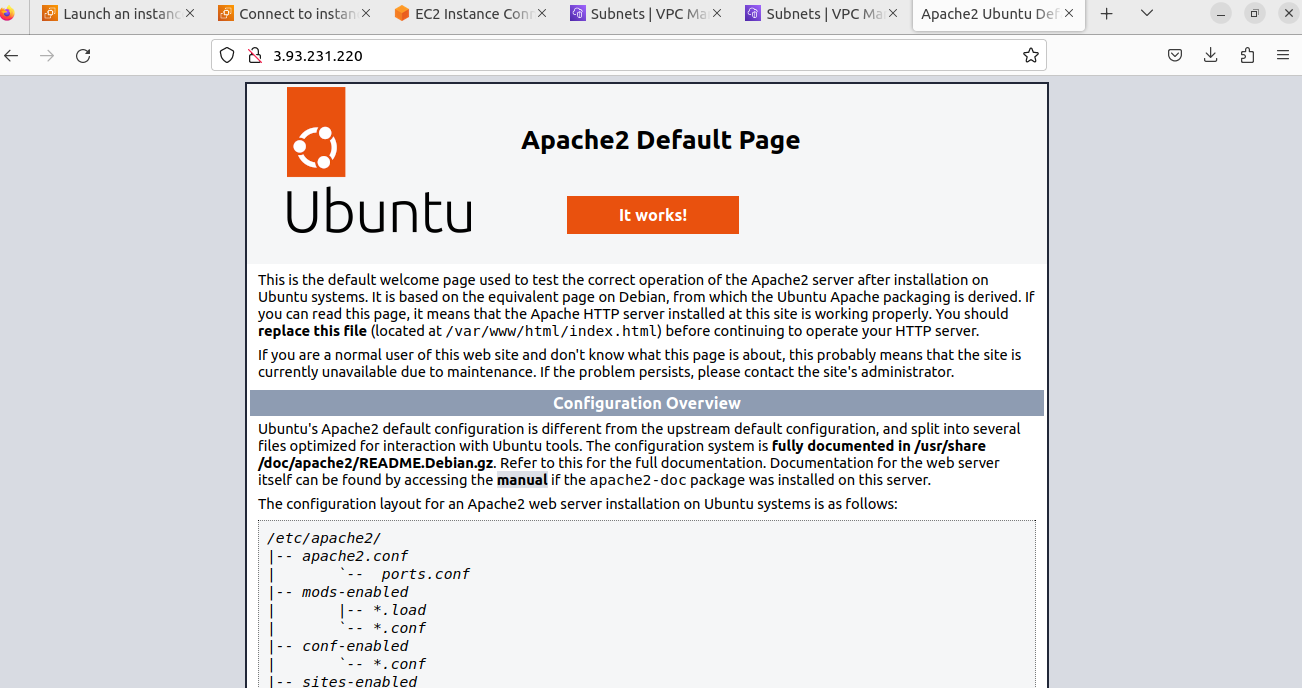 Launch an instanc
Connect to instan
EC2 Instance Conn
Subnets | VPC Ma
Subnets | VPC Ma
Apache2 Ubuntu Def
3.93.231.220
Apache2 Default Page
Ubuntu
It works!
This is the default welcome page used to test the correct operation of the Apache2 server after installation on
Ubuntu systems. It is based on the equivalent page on Debian, from which the Ubuntu Apache packaging is derived. If
you can read this page, it means that the Apache HTTP server installed at this site is working properly. You should
replace this file (located at /var/www/html/index.html) before continuing to operate your HTTP server.
If you are a normal user of this web site and don't know what this page is about, this probably means that the site is
currently unavailable due to maintenance. If the problem persists, please contact the site's administrator.
Configuration Overview
Ubuntu's Apache2 default configuration is different from the upstream default configuration, and split into several
files optimized for interaction with Ubuntu tools. The configuration system is fully documented in /usr/share
/doc/apache2/README.Debian.gz. Refer to this for the full documentation. Documentation for the web server
itself can be found by accessing the manual if the apache2-doc package was installed on this server.
The configuration layout for an Apache2 web server installation on Ubuntu systems is as follows:
/etc/apache2/
|-- apache2.conf
|       `--  ports.conf
|-- mods-enabled
|       |-- *.load
|       `-- *.conf
|-- conf-enabled
|       `-- *.conf
|-- sites-enabled